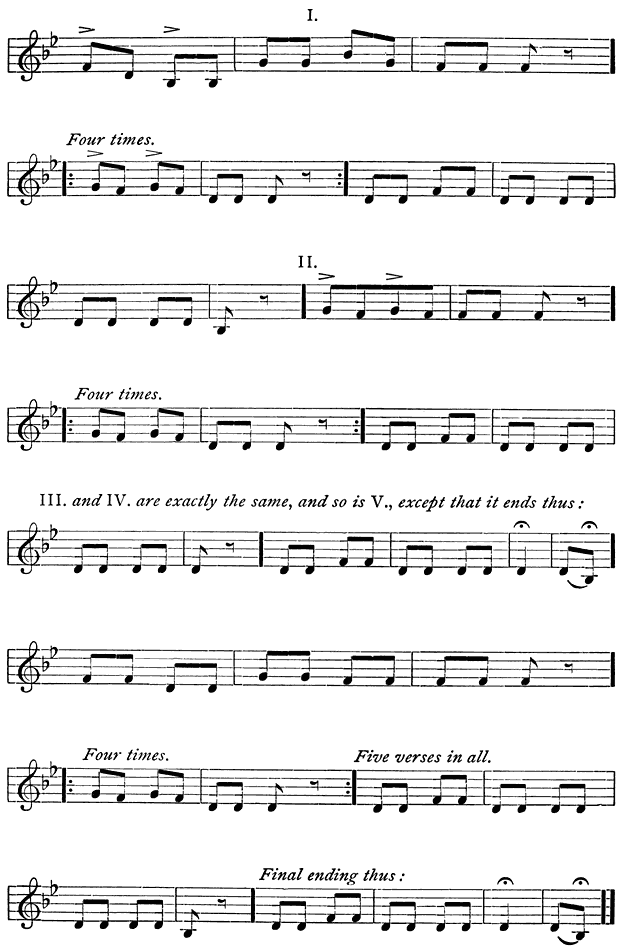 I.
Four times.
II.
Four times.
III. and IV. are exactly the same, and so is V., except that it ends thus:
Four times. Five verses in all.
Final ending thus: